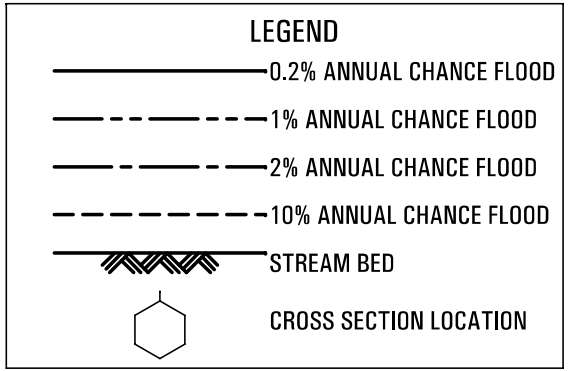 LEGEND
0.2% ANNUAL CHANCE FLOOD
1% ANNUAL CHANCE FLOOD
2% ANNUAL CHANCE FLOOD
10% ANNUAL CHANCE FLOOD
STREAM BED
CROSS SECTION LOCATION